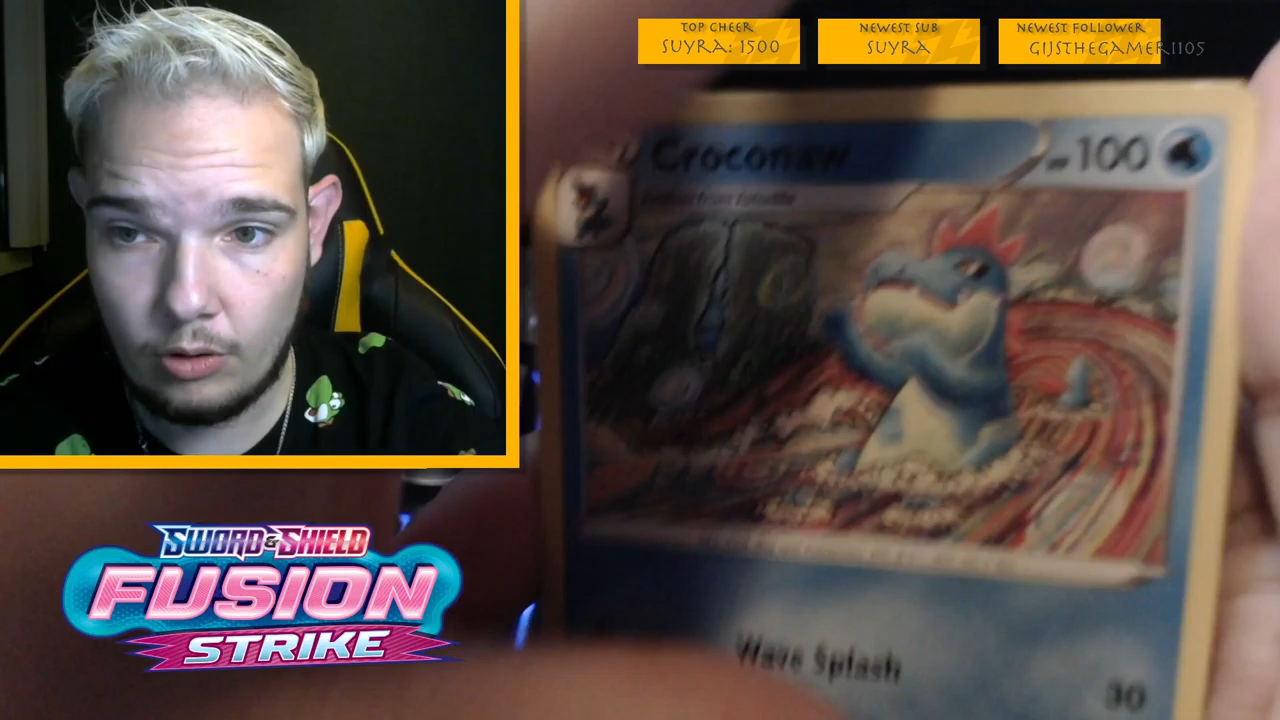 TOP CHEER
SUYRA: 1500
NEWEST SUB
SUYRA
NEWEST FOLLOWER
GIJSTHEGAMER1105
Croconaw
HP 100
Wave Splash
30
SWORD & SHIELD
FUSION
STRIKE